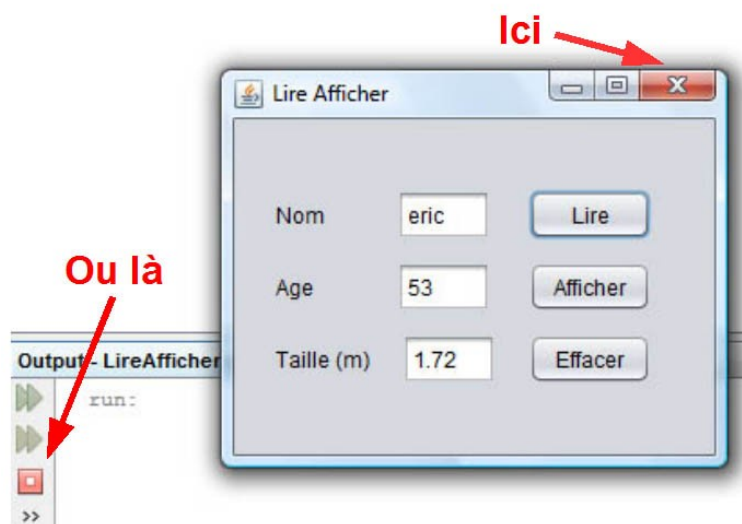 Ici
Lire Afficher
Nom eric Lire
Ou là
Age 53 Afficher
Output - LireAfficher
Taille (m) 1.72 Effacer
run:
>>